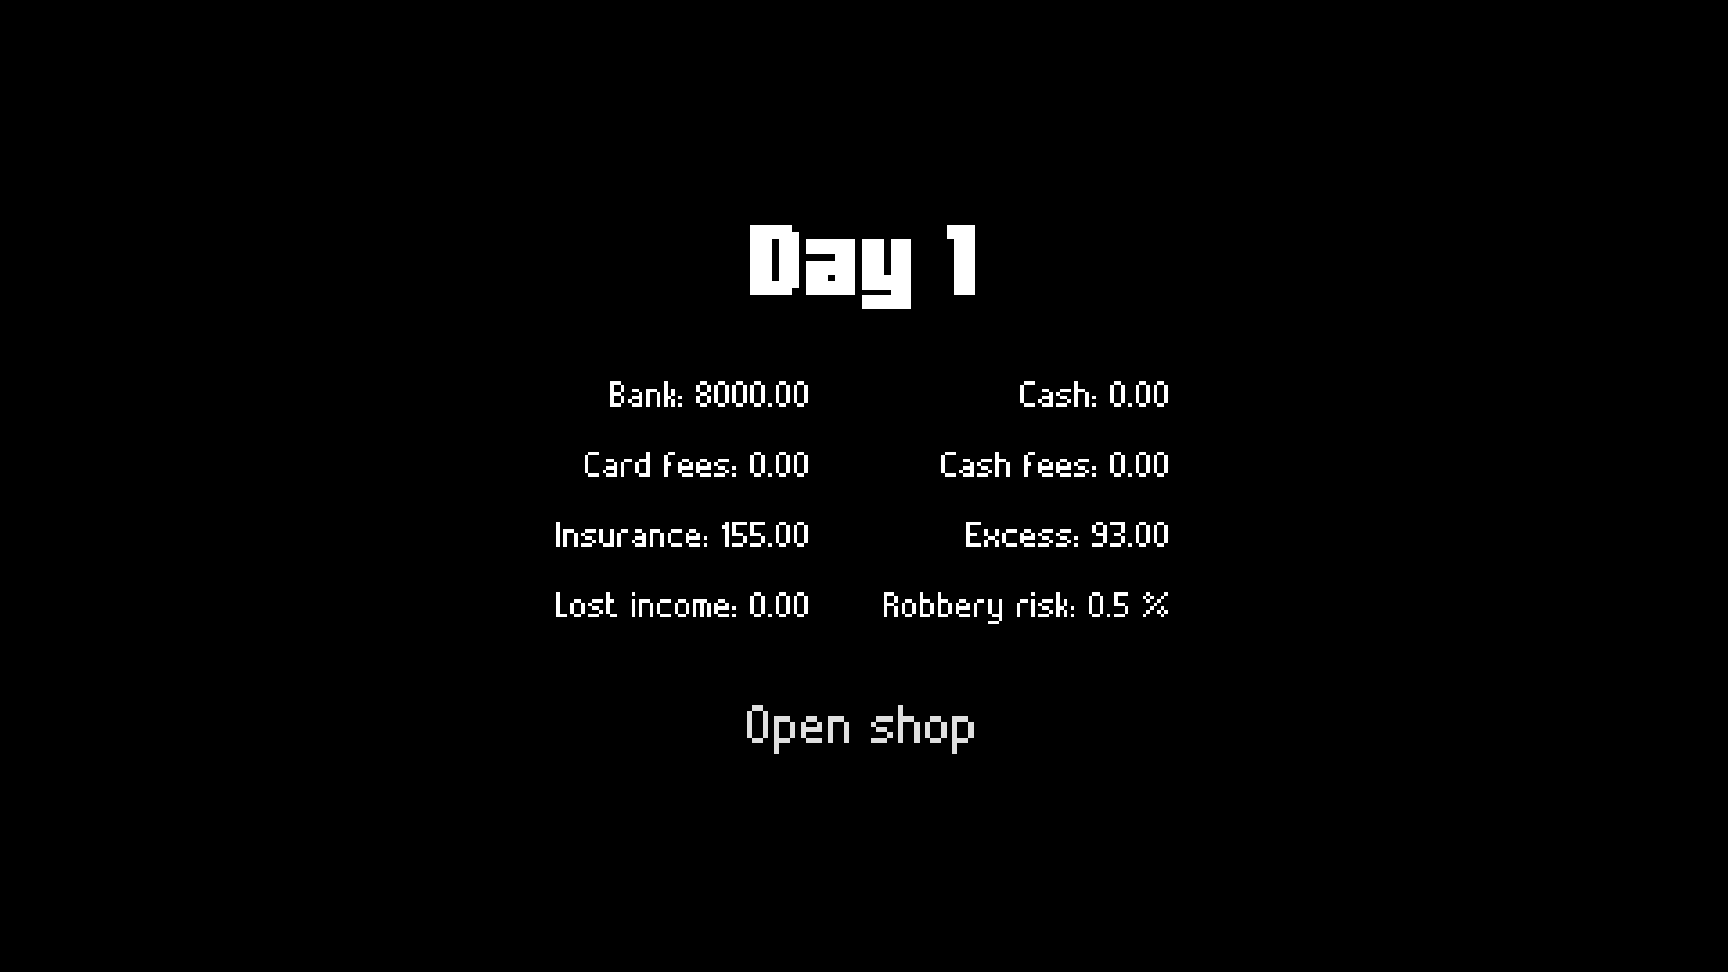 Day 1
Bank: 8000.00 Cash: 0.00
Card fees: 0.00 Cash fees: 0.00
Insurance: 155.00 Excess: 93.00
Lost income: 0.00 Robbery risk: 0.5 %
Open shop